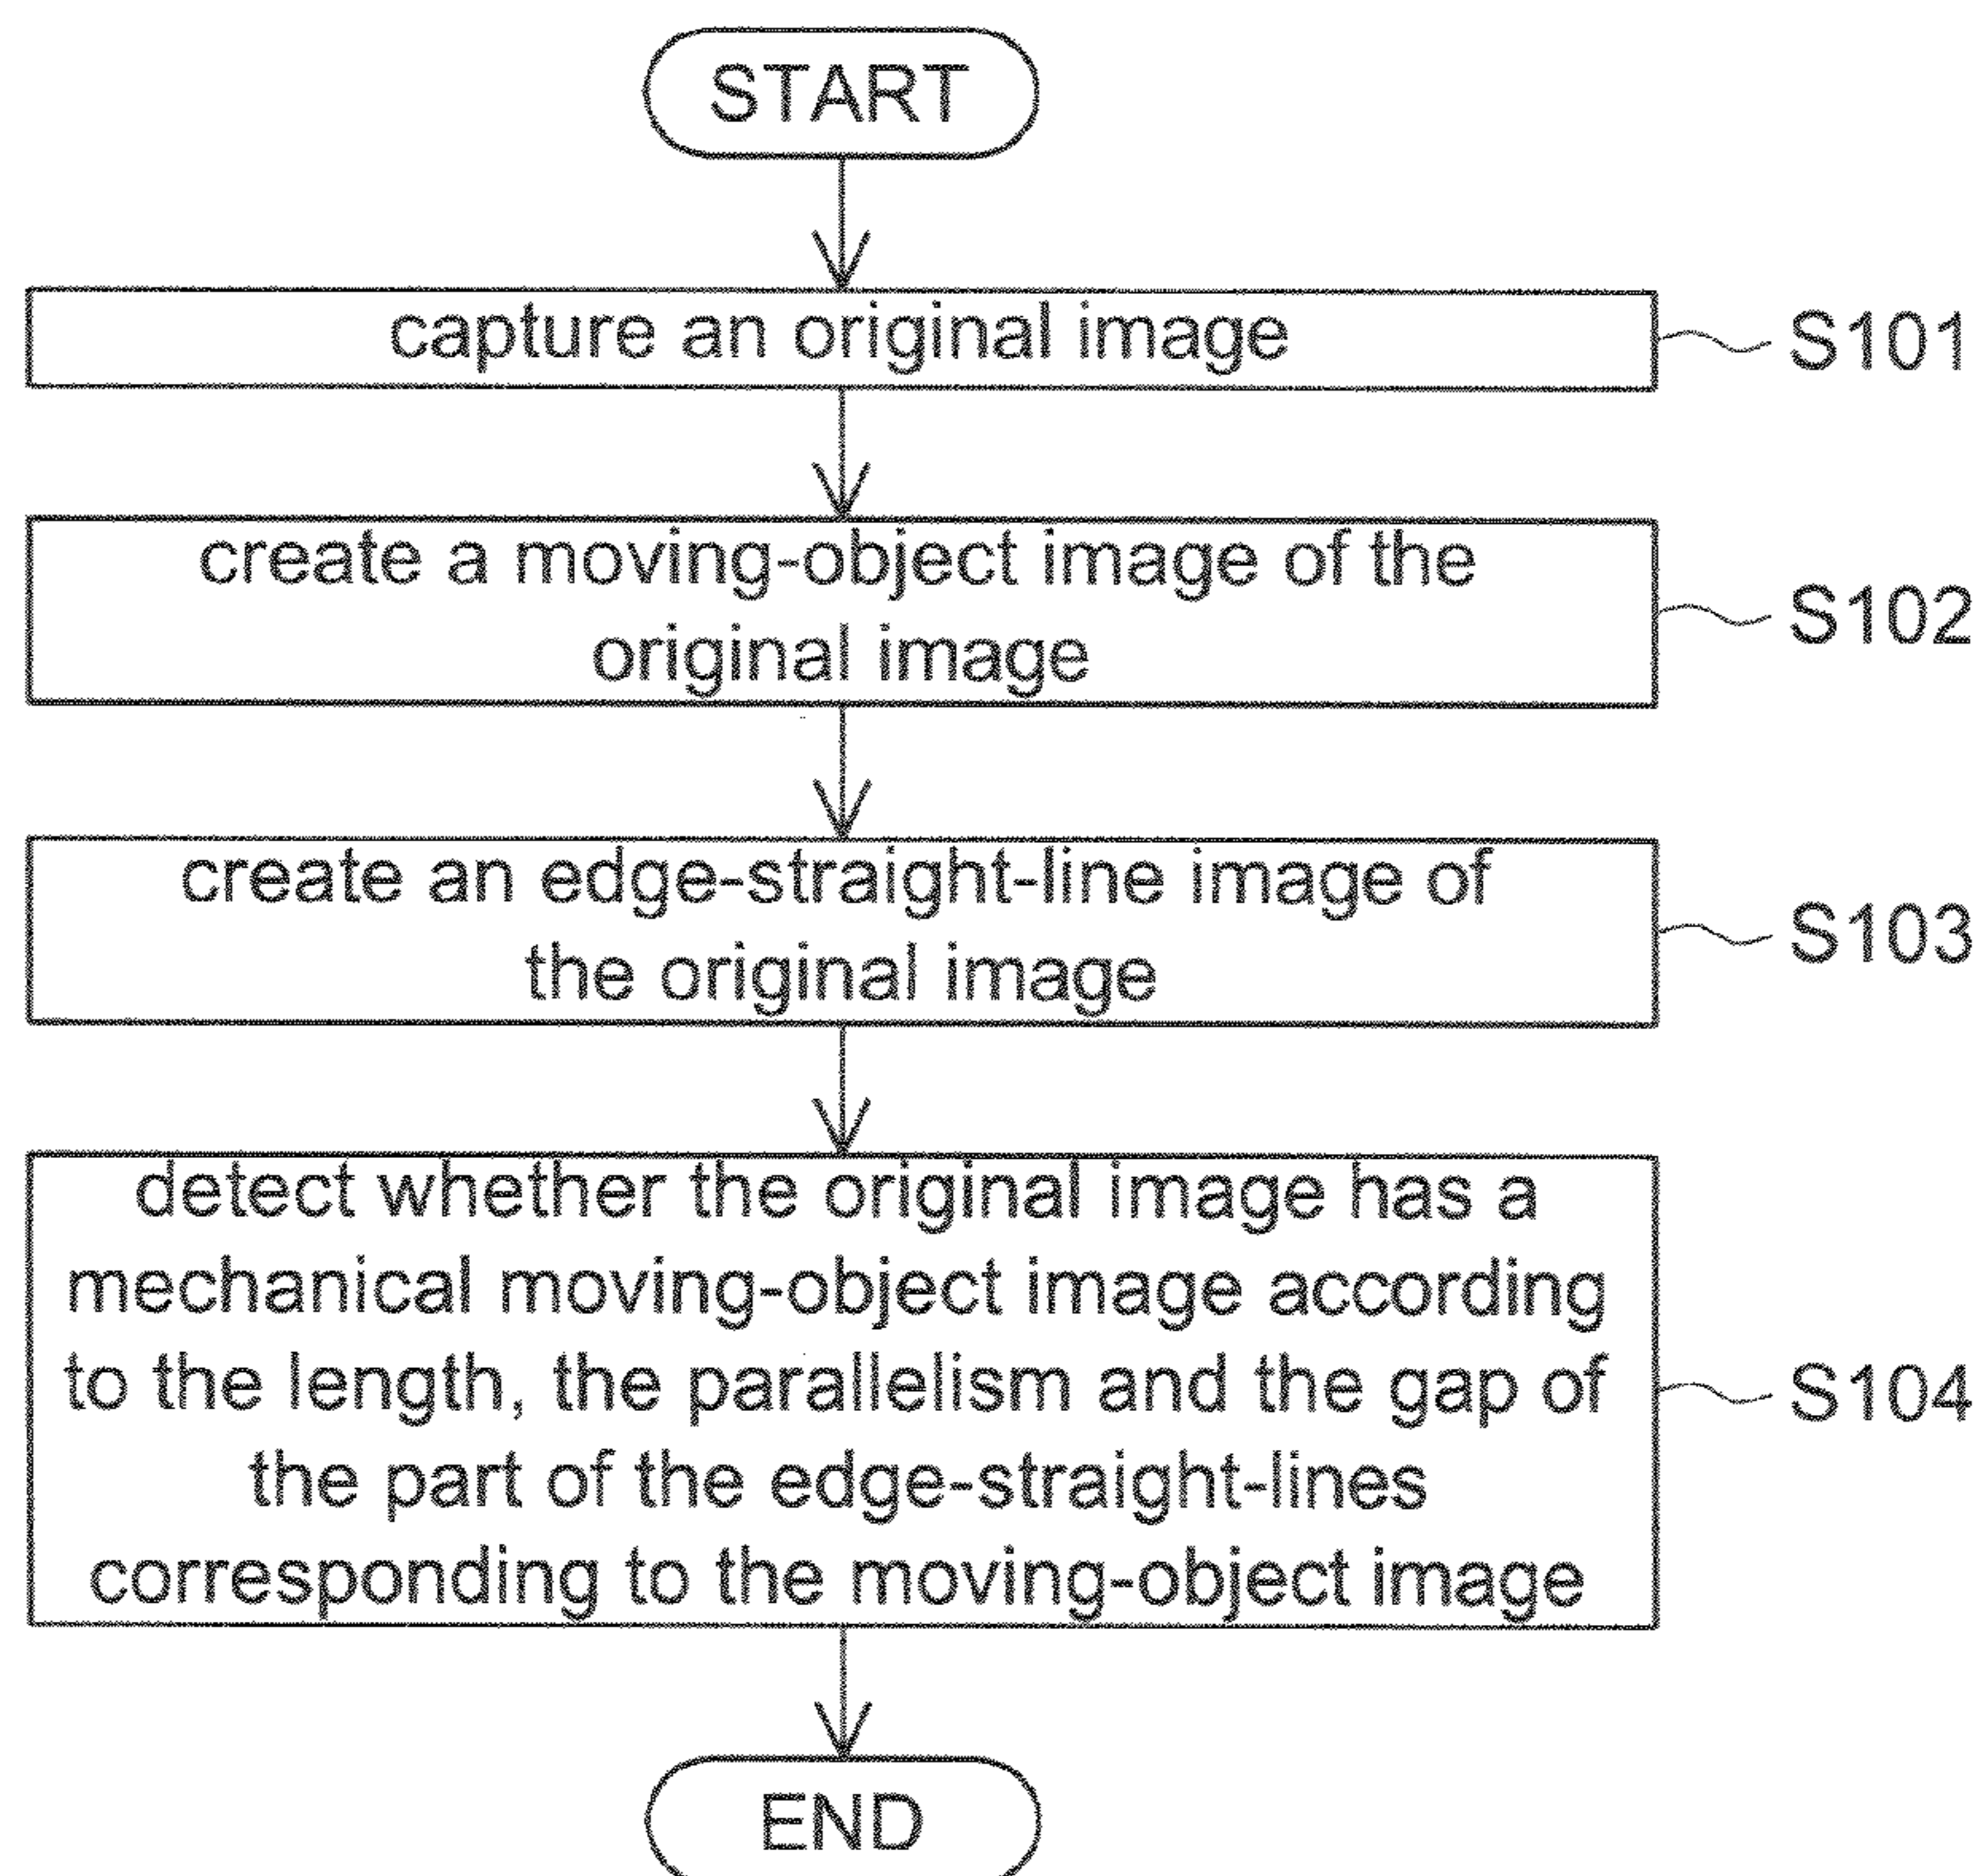 START
capture an original image
S101
create a moving-object image of the
original image
S102
create an edge-straight-line image of
the original image
S103
detect whether the original image has a
mechanical moving-object image according
to the length, the parallelism and the gap of
the part of the edge-straight-lines
corresponding to the moving-object image
S104
END